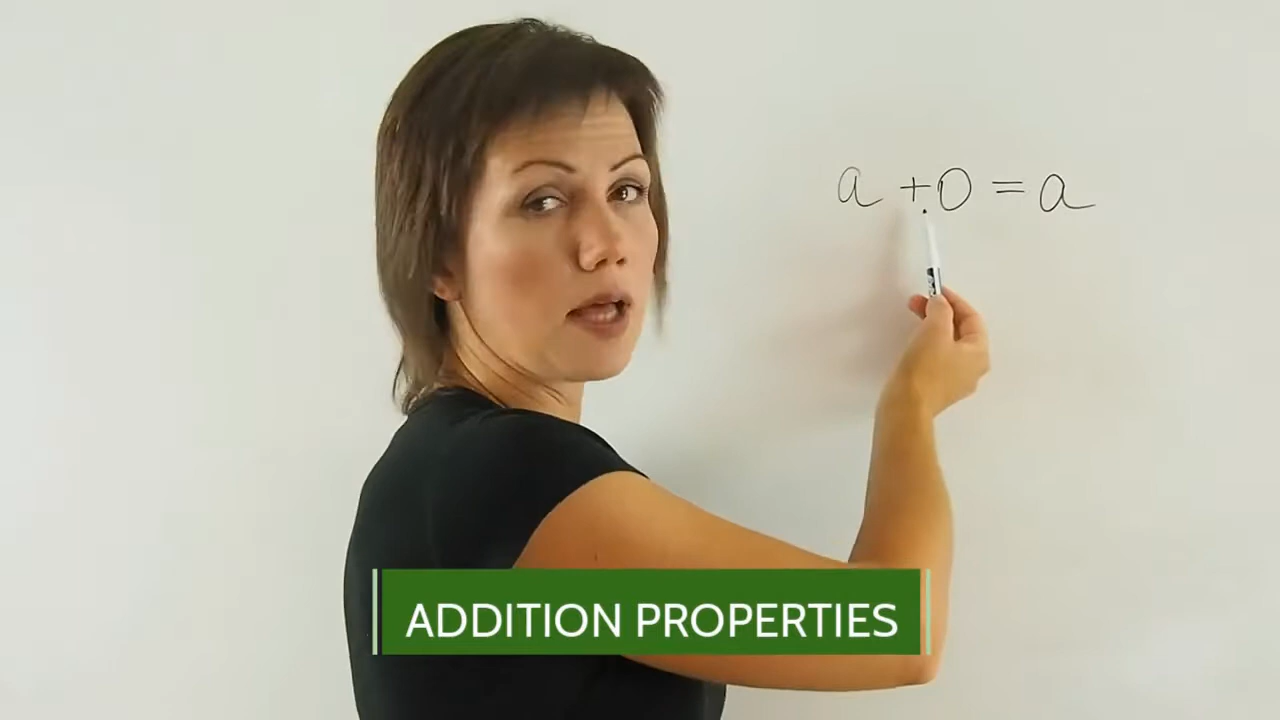 a + 0 = a
ADDITION PROPERTIES